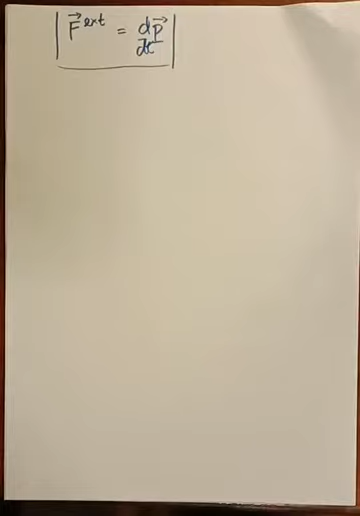 F⃗ ext = dp⃗/dt